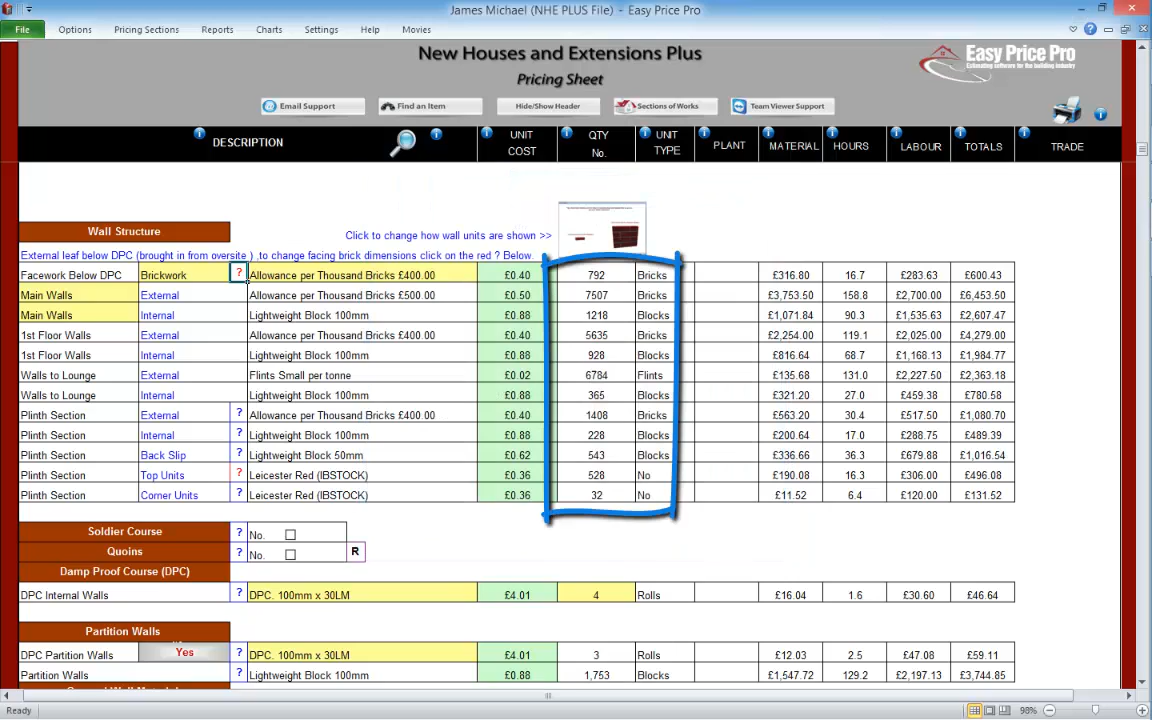 James Michael (NHE PLUS File) - Easy Price Pro
File Options Pricing Sections Reports Charts Settings Help Movies
New Houses and Extensions Plus
Pricing Sheet
Easy Price Pro
Estimating software for the building industry
Email Support Find an Item Hide/Show Header Sections of Works Team Viewer Support
DESCRIPTION UNIT COST QTY No. UNIT TYPE PLANT MATERIAL HOURS LABOUR TOTALS TRADE
Wall Structure Click to change how wall units are shown >>
External leaf below DPC (brought in from oversite ) ,to change facing brick dimensions click on the red ? Below.
Facework Below DPC Brickwork ? Allowance per Thousand Bricks £400.00 £0.40 792 Bricks £316.80 16.7 £283.63 £600.43
Main Walls External Allowance per Thousand Bricks £500.00 £0.50 7507 Bricks £3,753.50 158.8 £2,700.00 £6,453.50
Main Walls Internal Lightweight Block 100mm £0.88 1218 Blocks £1,071.84 90.3 £1,535.63 £2,607.47
1st Floor Walls External Allowance per Thousand Bricks £400.00 £0.40 5635 Bricks £2,254.00 119.1 £2,025.00 £4,279.00
1st Floor Walls Internal Lightweight Block 100mm £0.88 928 Blocks £816.64 68.7 £1,168.13 £1,984.77
Walls to Lounge External Flints Small per tonne £0.02 6784 Flints £135.68 131.0 £2,227.50 £2,363.18
Walls to Lounge Internal Lightweight Block 100mm £0.88 365 Blocks £321.20 27.0 £459.38 £780.58
Plinth Section External ? Allowance per Thousand Bricks £400.00 £0.40 1408 Bricks £563.20 30.4 £517.50 £1,080.70
Plinth Section Internal ? Lightweight Block 100mm £0.88 228 Blocks £200.64 17.0 £288.75 £489.39
Plinth Section Back Slip ? Lightweight Block 50mm £0.62 543 Blocks £336.66 36.3 £679.88 £1,016.54
Plinth Section Top Units ? Leicester Red (IBSTOCK) £0.36 528 No £190.08 16.3 £306.00 £496.08
Plinth Section Corner Units ? Leicester Red (IBSTOCK) £0.36 32 No £11.52 6.4 £120.00 £131.52
Soldier Course ? No.
Quoins ? No. R
Damp Proof Course (DPC)
DPC Internal Walls ? DPC. 100mm x 30LM £4.01 4 Rolls £16.04 1.6 £30.60 £46.64
Partition Walls
DPC Partition Walls Yes ? DPC. 100mm x 30LM £4.01 3 Rolls £12.03 2.5 £47.08 £59.11
Partition Walls ? Lightweight Block 100mm £0.88 1,753 Blocks £1,547.72 129.2 £2,197.13 £3,744.85
Ready 98%